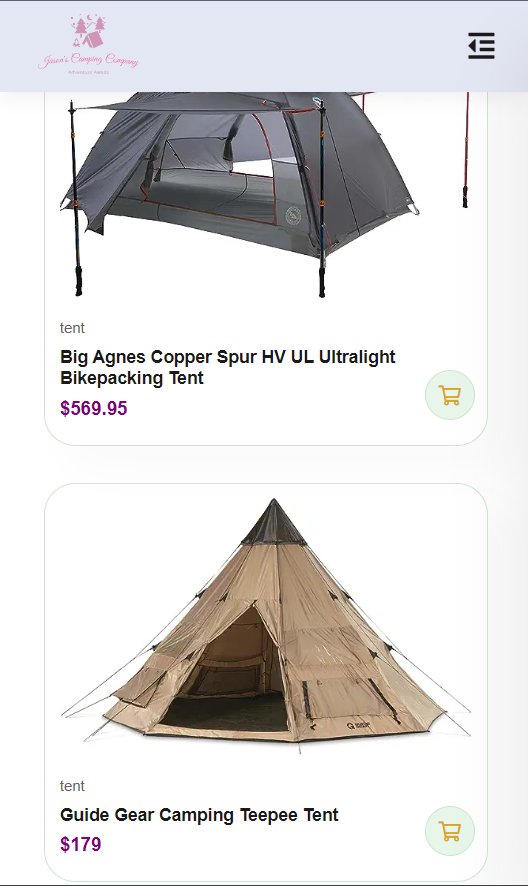 Jason's Camping Company
tent
Big Agnes Copper Spur HV UL Ultralight
Bikepacking Tent
$569.95
tent
Guide Gear Camping Teepee Tent
$179